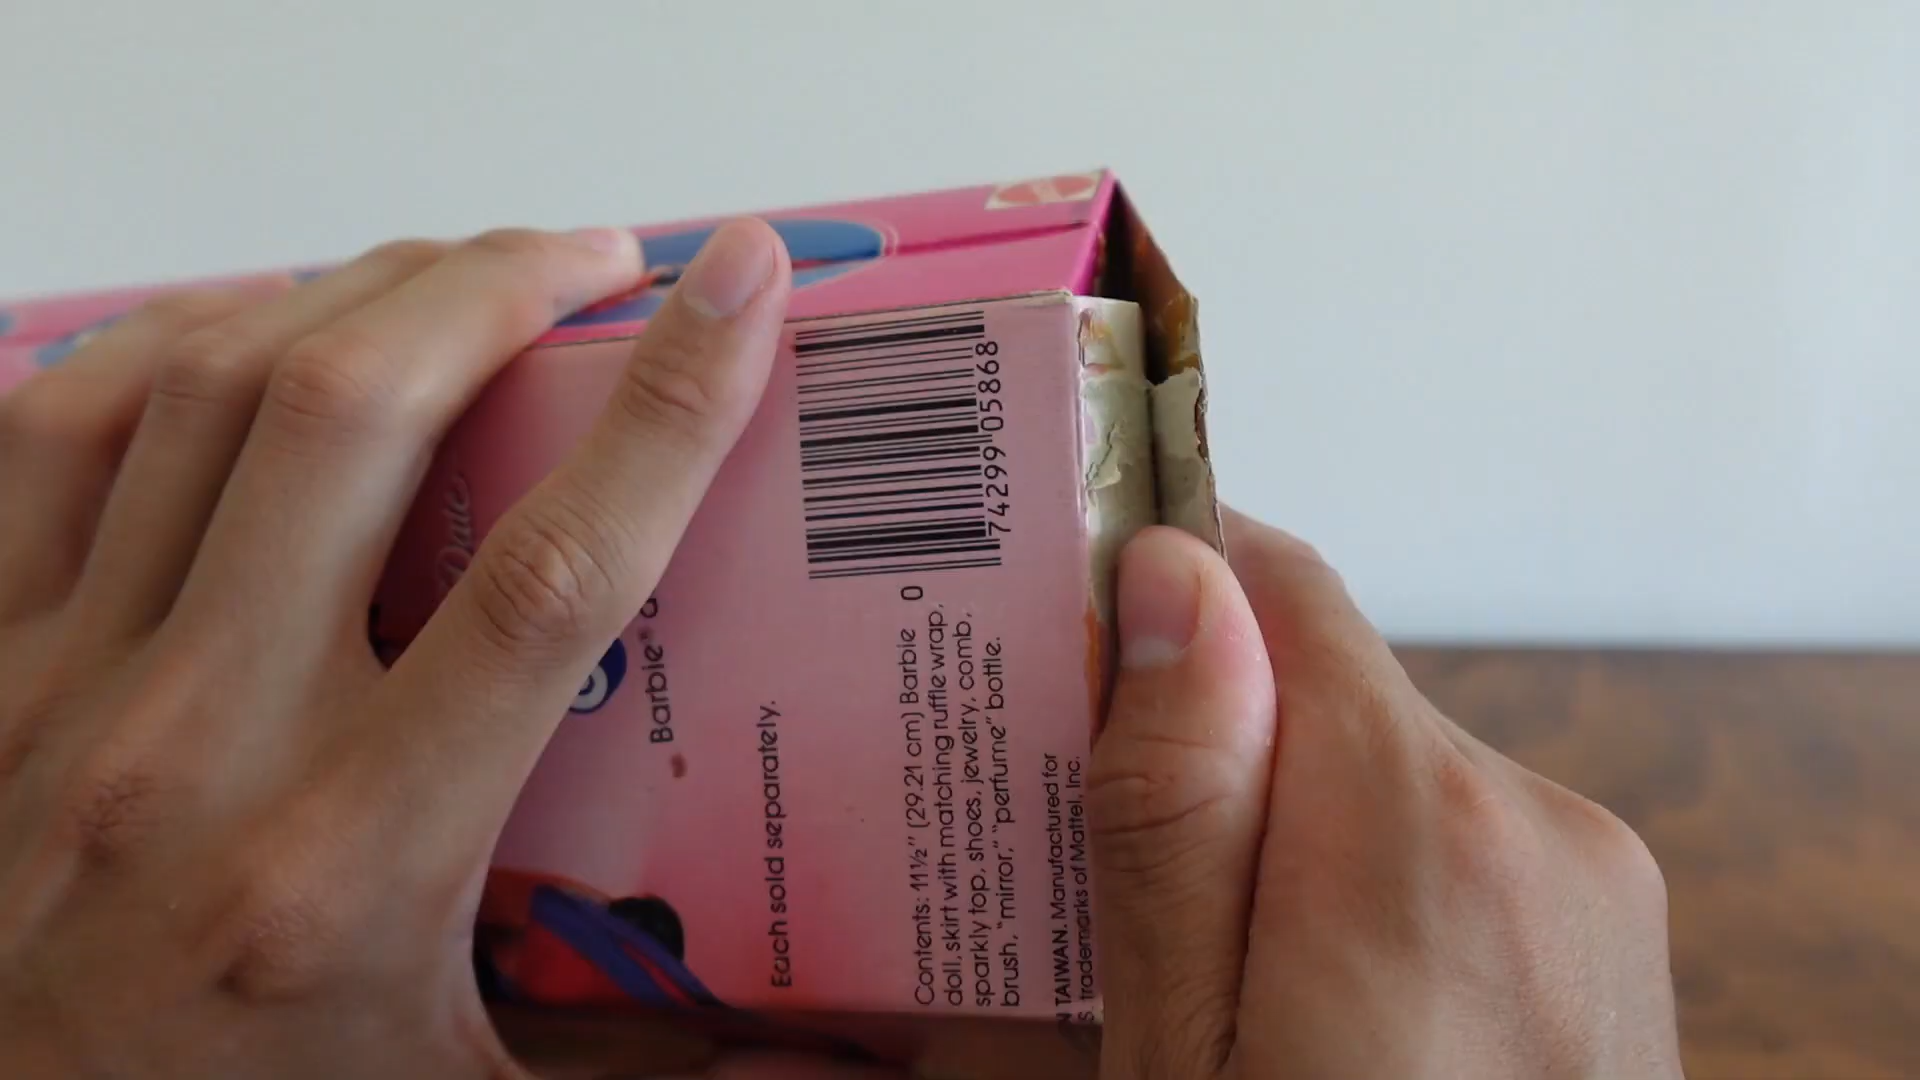 Date
Barbie®
Each sold separately.
0 74299 05868
Contents: 11½" (29.21 cm) Barbie
doll, skirt with matching ruffle wrap,
sparkly top, shoes, jewelry, comb,
brush, "mirror," "perfume" bottle.
TAIWAN. Manufactured for
trademarks of Mattel, Inc.